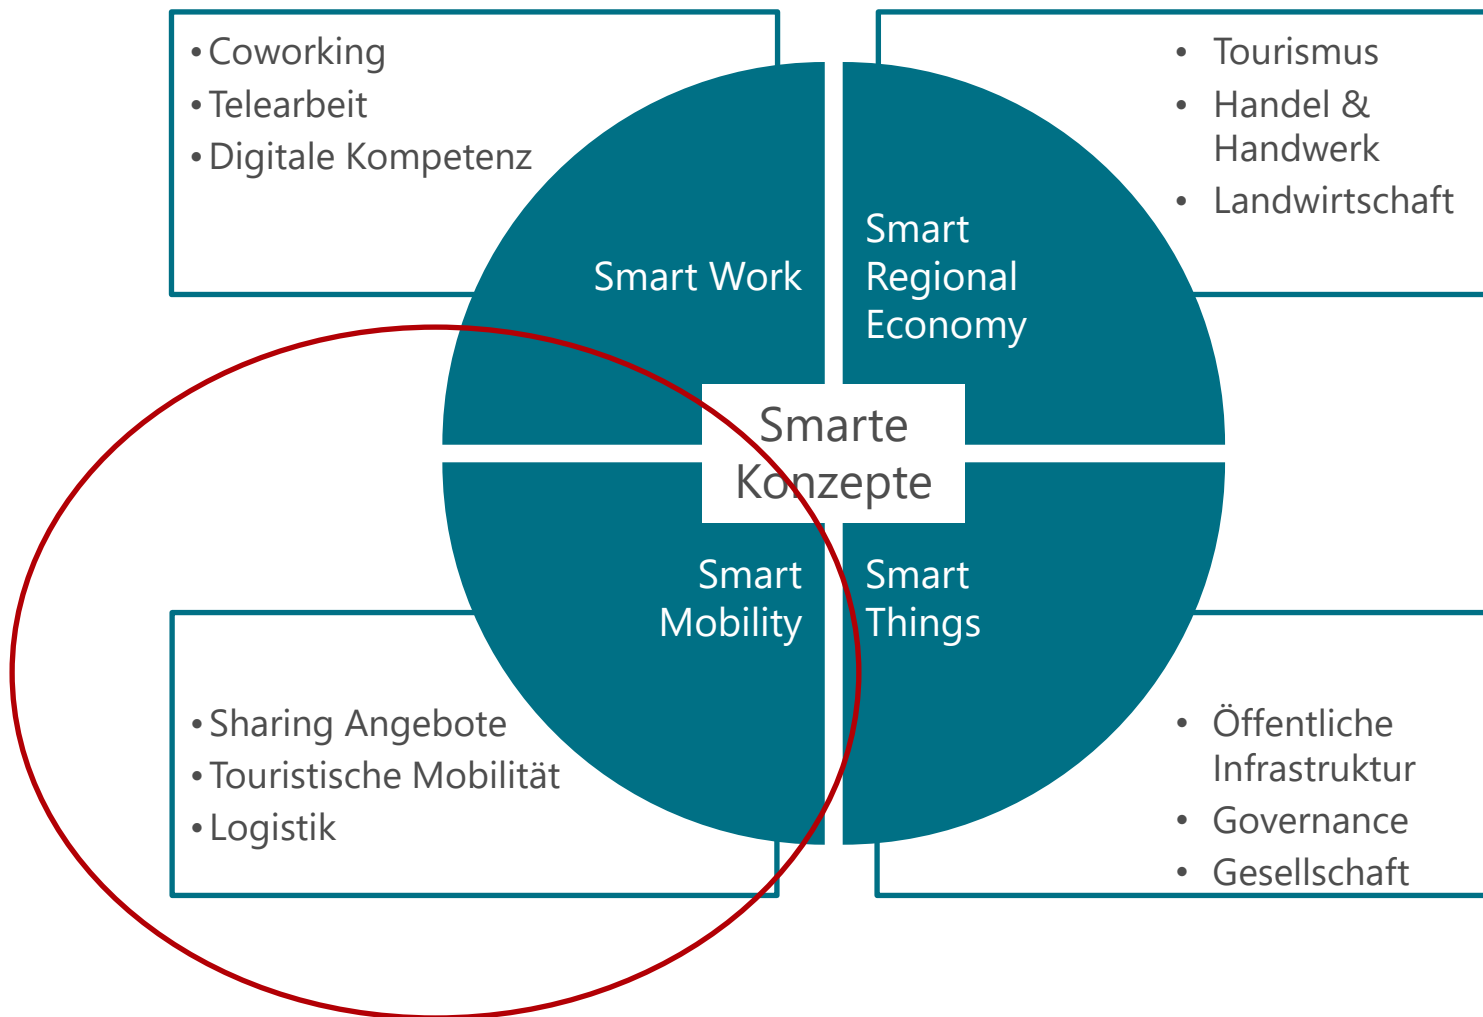 • Coworking
• Telearbeit
• Digitale Kompetenz
• Tourismus
• Handel &
Handwerk
• Landwirtschaft
Smart Work
Smart
Regional
Economy
Smarte
Konzepte
Smart
Mobility
Smart
Things
• Sharing Angebote
• Touristische Mobilität
• Logistik
• Öffentliche
Infrastruktur
• Governance
• Gesellschaft